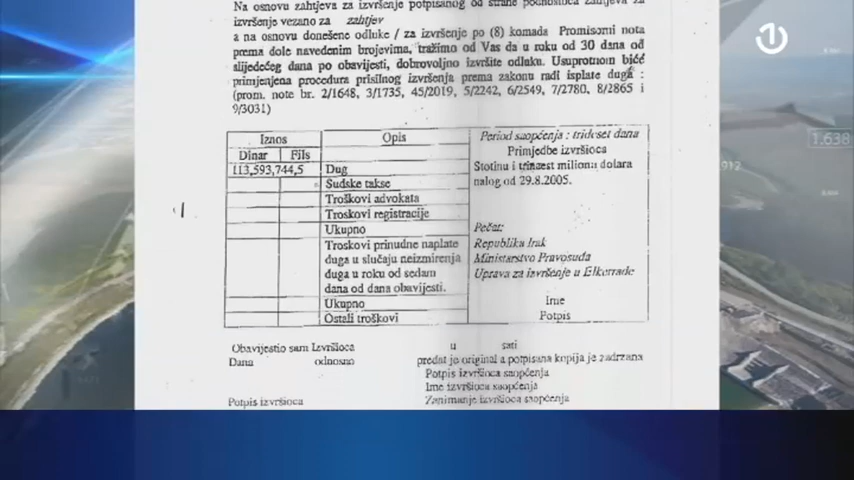 Na osnovu zahtjeva za izvršenje potpisanog od strane podnosioca zahtjeva za
izvršenje vezano za zahtjev
a na osnovu donešene odluke / za izvršenje po (8) komada Promisorni nota
prema dole navedenim brojevima, tražimo od Vas da u roku od 30 dana od
slijedećeg dana po obavijesti, dobrovoljno izvršite odluku. Usuprotnom bićć
primjenjena procedura prisilnog izvršenja prema zakonu radi isplate duga :
(prom. note br. 2/1648, 3/1735, 45/2019, 5/2242, 6/2549, 7/2780, 8/2865 i
9/3031)
Iznos Opis Period saopćenja : trideset dana
Dinar Fils Primjedbe izvršioca
113,593,744,5 Dug Stotinu i trinaest miliona dolara
Sudske takse nalog od 29.8.2005.
Troškovi advokata
Troskovi registracije
Ukupno Pečat:
Troskovi prinudne naplate Republika Irak
duga u slučaju neizmirenja Ministarstvo Pravosuđa
duga u roku od sedam Uprava za izvršenje u Elkerrade
dana od dana obavijesti.
Ukupno Ime
Ostali troškovi Potpis
Obavijestio sam Izvršioca u sati
Dana odnosno predat je original a potpisana kopija je zadržana
Potpis izvršioca saopćenja
Ime izvršioca saopćenja
Potpis izvršioca Zanimanje izvršioca saopćenja
1.638
912